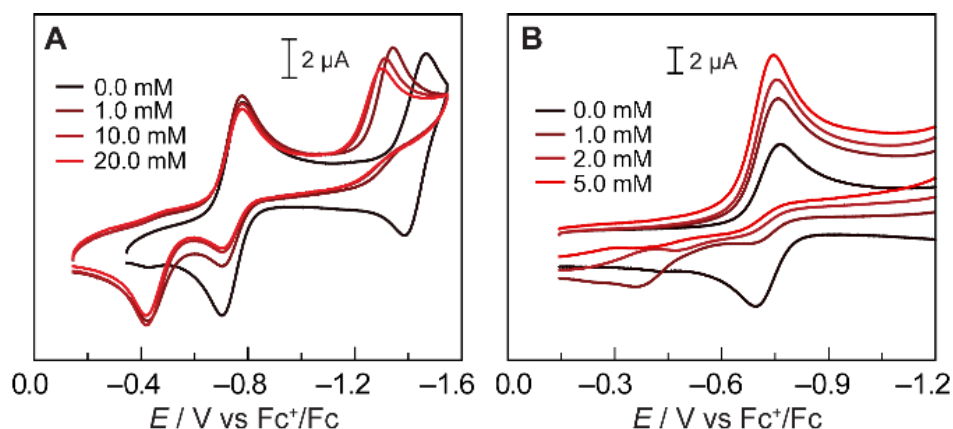 A
2 µA
0.0 mM
1.0 mM
10.0 mM
20.0 mM
0.0
–0.4
–0.8
–1.2
–1.6
E / V vs Fc⁺/Fc
B
2 µA
0.0 mM
1.0 mM
2.0 mM
5.0 mM
0.0
–0.3
–0.6
–0.9
–1.2
E / V vs Fc⁺/Fc